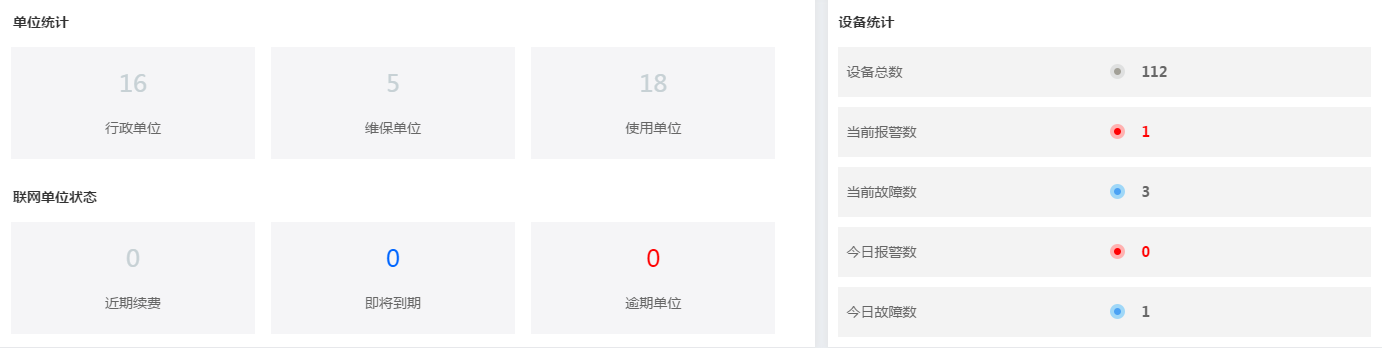 单位统计
16
5
18
行政单位
维保单位
使用单位
联网单位状态
0
0
0
近期续费
即将到期
逾期单位
设备统计
设备总数 112
当前报警数 1
当前故障数 3
今日报警数 0
今日故障数 1